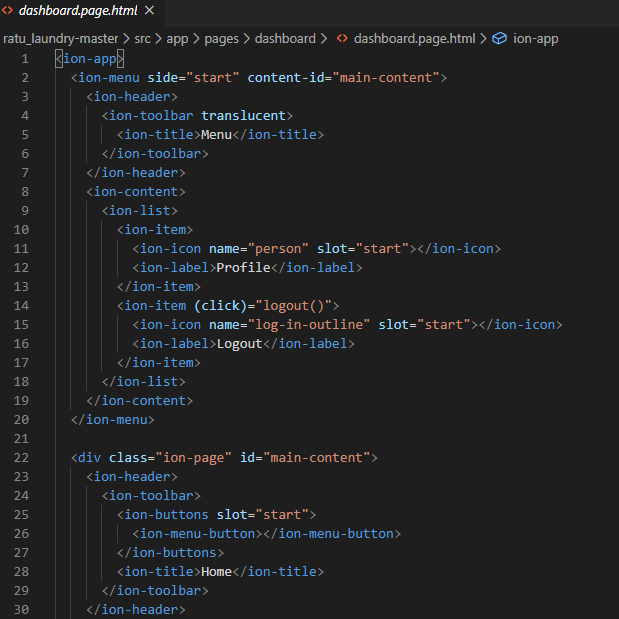 dashboard.page.html
ratu_laundry-master > src > app > pages > dashboard > dashboard.page.html > ion-app
1 <ion-app>
2 <ion-menu side="start" content-id="main-content">
3 <ion-header>
4 <ion-toolbar translucent>
5 <ion-title>Menu</ion-title>
6 </ion-toolbar>
7 </ion-header>
8 <ion-content>
9 <ion-list>
10 <ion-item>
11 <ion-icon name="person" slot="start"></ion-icon>
12 <ion-label>Profile</ion-label>
13 </ion-item>
14 <ion-item (click)="logout()">
15 <ion-icon name="log-in-outline" slot="start"></ion-icon>
16 <ion-label>Logout</ion-label>
17 </ion-item>
18 </ion-list>
19 </ion-content>
20 </ion-menu>
21
22 <div class="ion-page" id="main-content">
23 <ion-header>
24 <ion-toolbar>
25 <ion-buttons slot="start">
26 <ion-menu-button></ion-menu-button>
27 </ion-buttons>
28 <ion-title>Home</ion-title>
29 </ion-toolbar>
30 </ion-header>